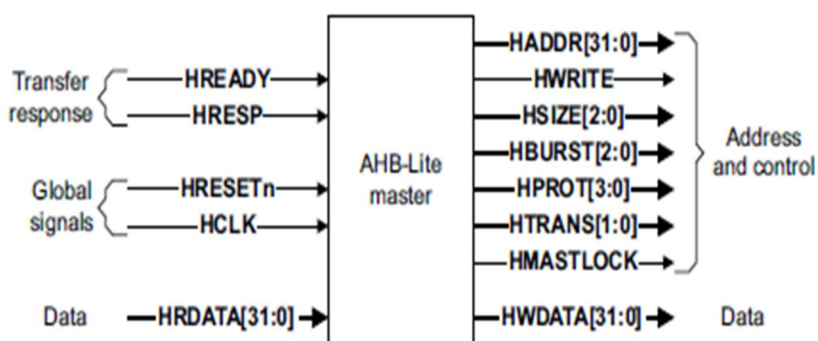 Transfer
response
HREADY
HRESP
Global
signals
HRESETn
HCLK
Data
HRDATA[31:0]
AHB-Lite
master
HADDR[31:0]
HWRITE
HSIZE[2:0]
HBURST[2:0]
HPROT[3:0]
HTRANS[1:0]
HMASTLOCK
Address
and control
HWDATA[31:0]
Data